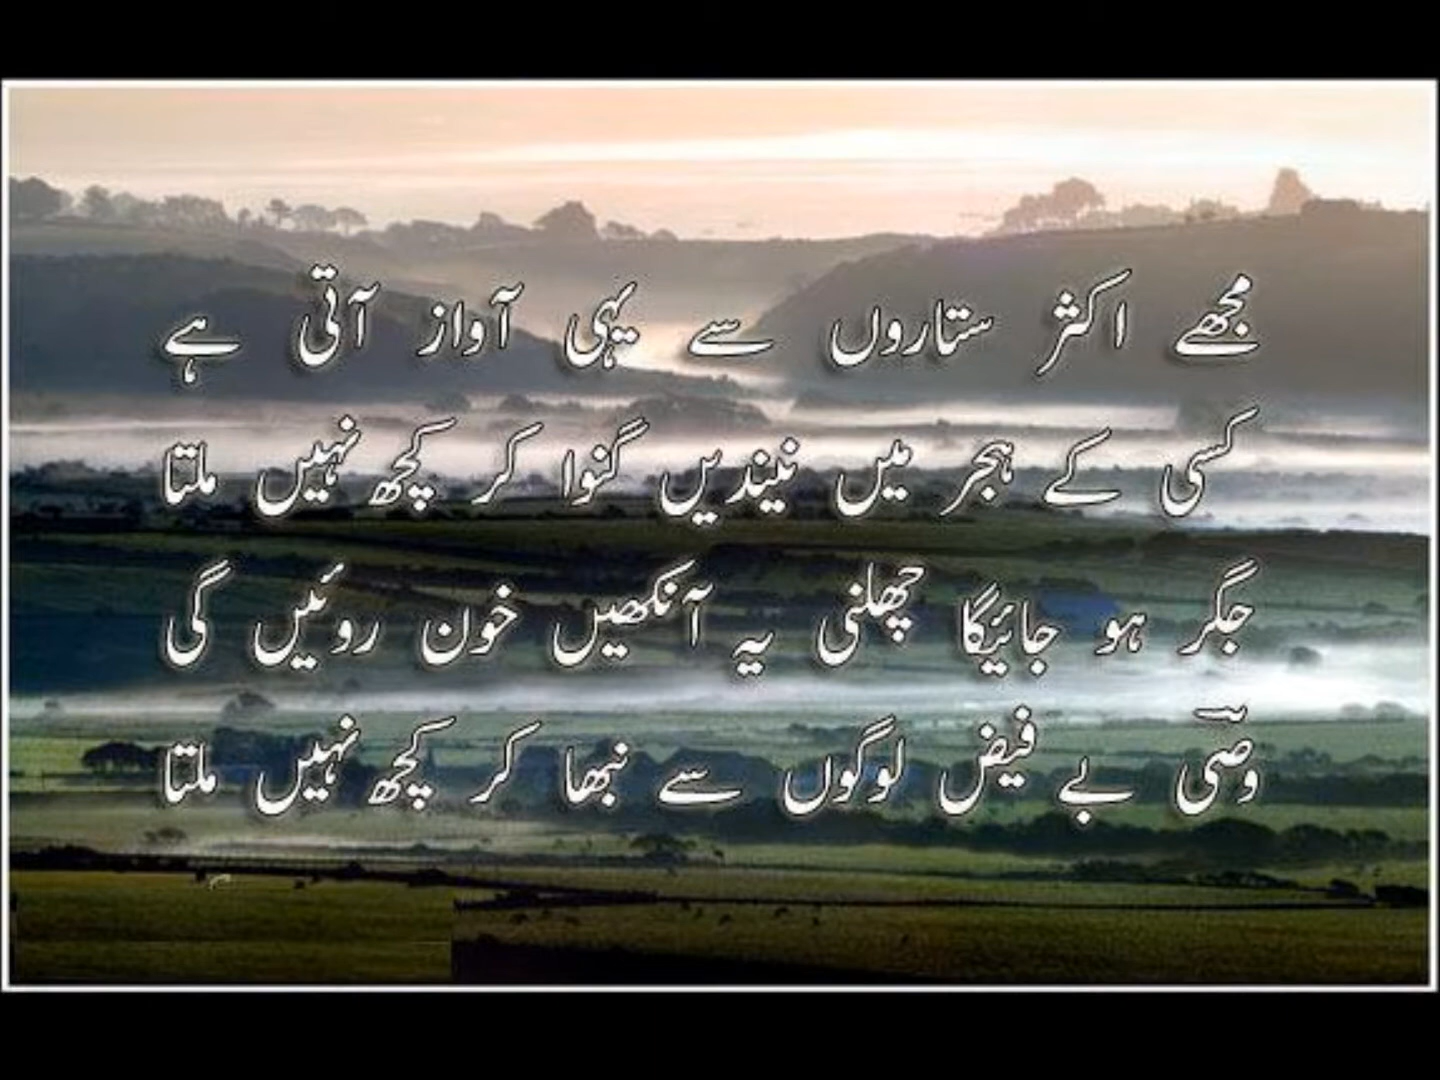 مجھے اکثر ستاروں سے یہی آواز آتی ہے
کسی کے ہجر میں نیندیں گنوا کر کچھ نہیں ملتا
جگر ہو جائیگا چھلنی یہ آنکھیں خون روئیں گی
وصیؔ بے فیض لوگوں سے نبھا کر کچھ نہیں ملتا